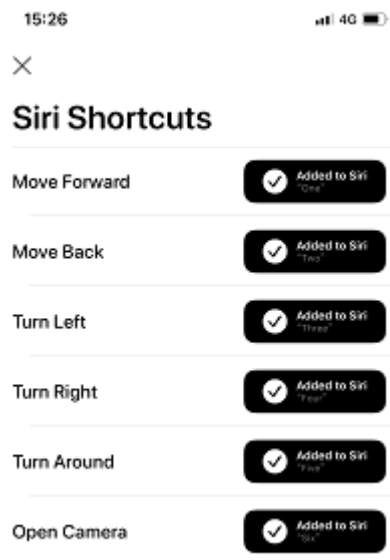 15:26
4G
Siri Shortcuts
Move Forward
Added to Siri
"One"
Move Back
Added to Siri
"Two"
Turn Left
Added to Siri
"Three"
Turn Right
Added to Siri
"Four"
Turn Around
Added to Siri
"Five"
Open Camera
Added to Siri
"Six"